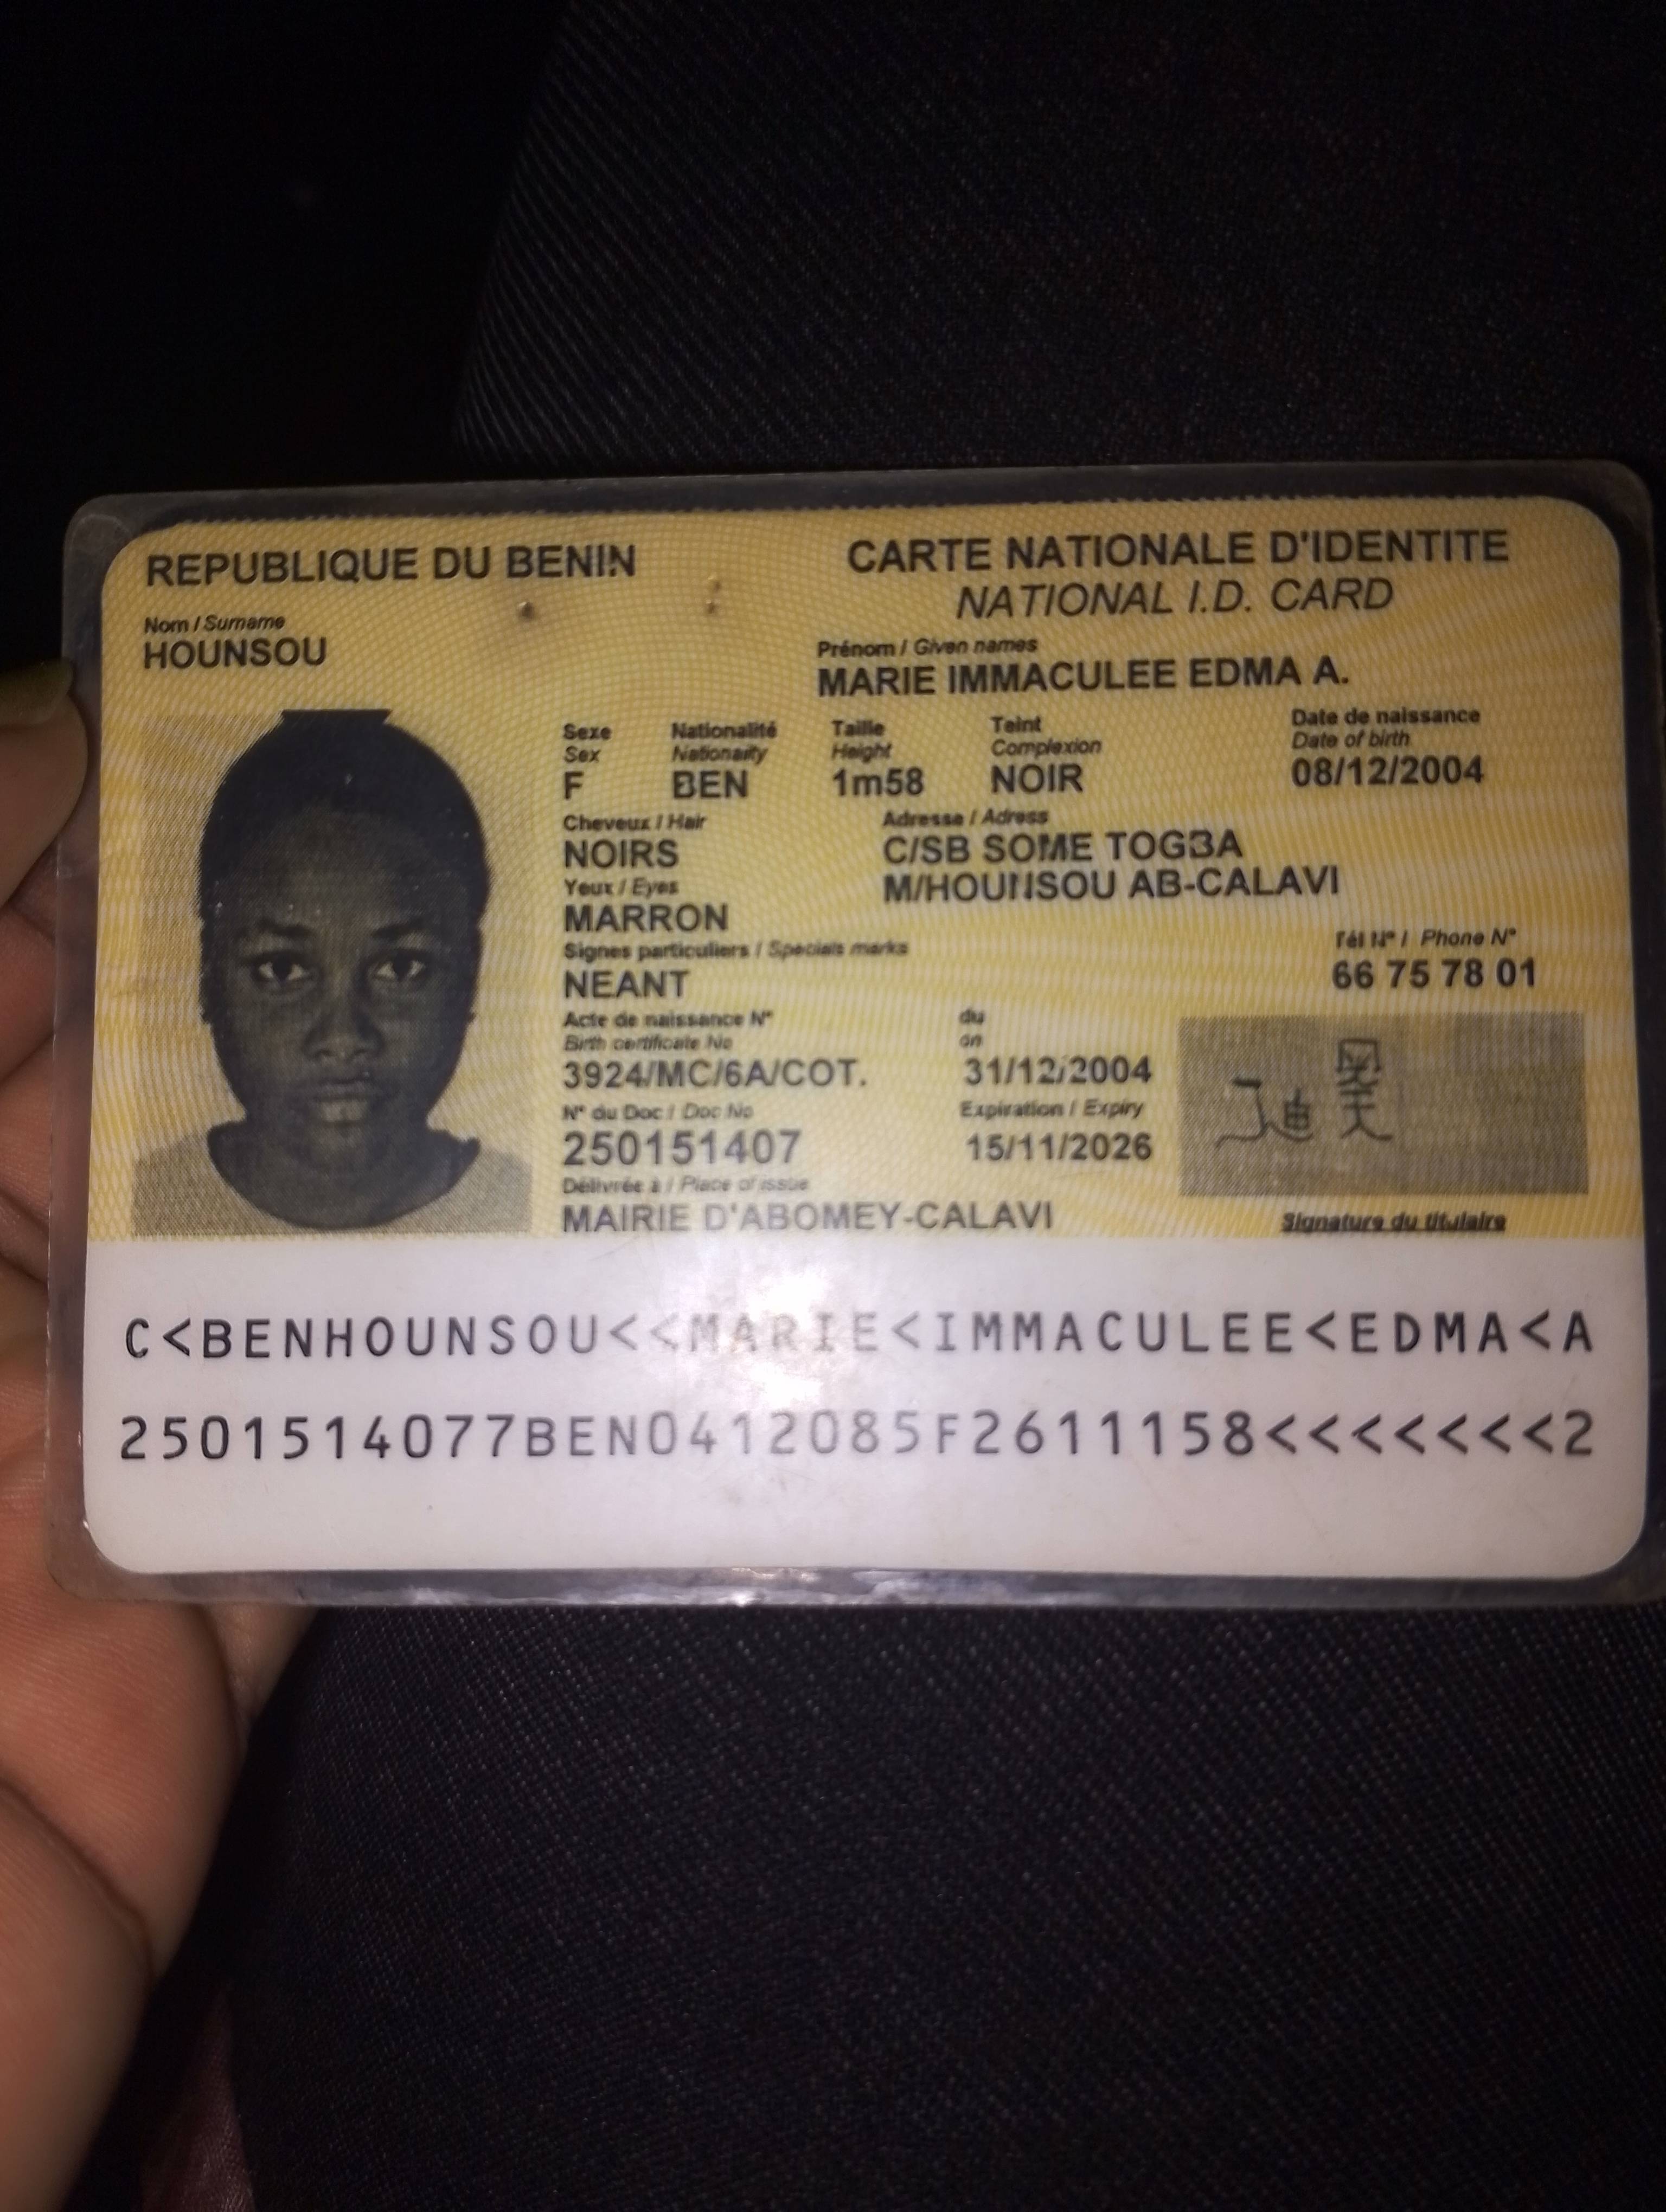 REPUBLIQUE DU BENIN
CARTE NATIONALE D'IDENTITE
NATIONAL I.D. CARD
Nom / Surname
HOUNSOU
Prénom / Given names
MARIE IMMACULEE EDMA A.
Sexe Nationalité Taille Teint Date de naissance
Sex Nationality Height Complexion Date of birth
F BEN 1m58 NOIR 08/12/2004
Cheveux / Hair Adresse / Adress
NOIRS C/SB SOME TOGBA
Yeux / Eyes M/HOUNSOU AB-CALAVI
MARRON
Signes particuliers / Specials marks Tél N° / Phone N°
NEANT 66 75 78 01
Acte de naissance N° du
Birth certificate No on
3924/MC/6A/COT. 31/12/2004
N° du Doc / Doc No Expiration / Expiry
250151407 15/11/2026
Délivrée à / Place of issue
MAIRIE D'ABOMEY-CALAVI
Signature du titulaire
C<BENHOUNSOU<<MARIE<IMMACULEE<EDMA<A
2501514077BEN0412085F2611158<<<<<<<2